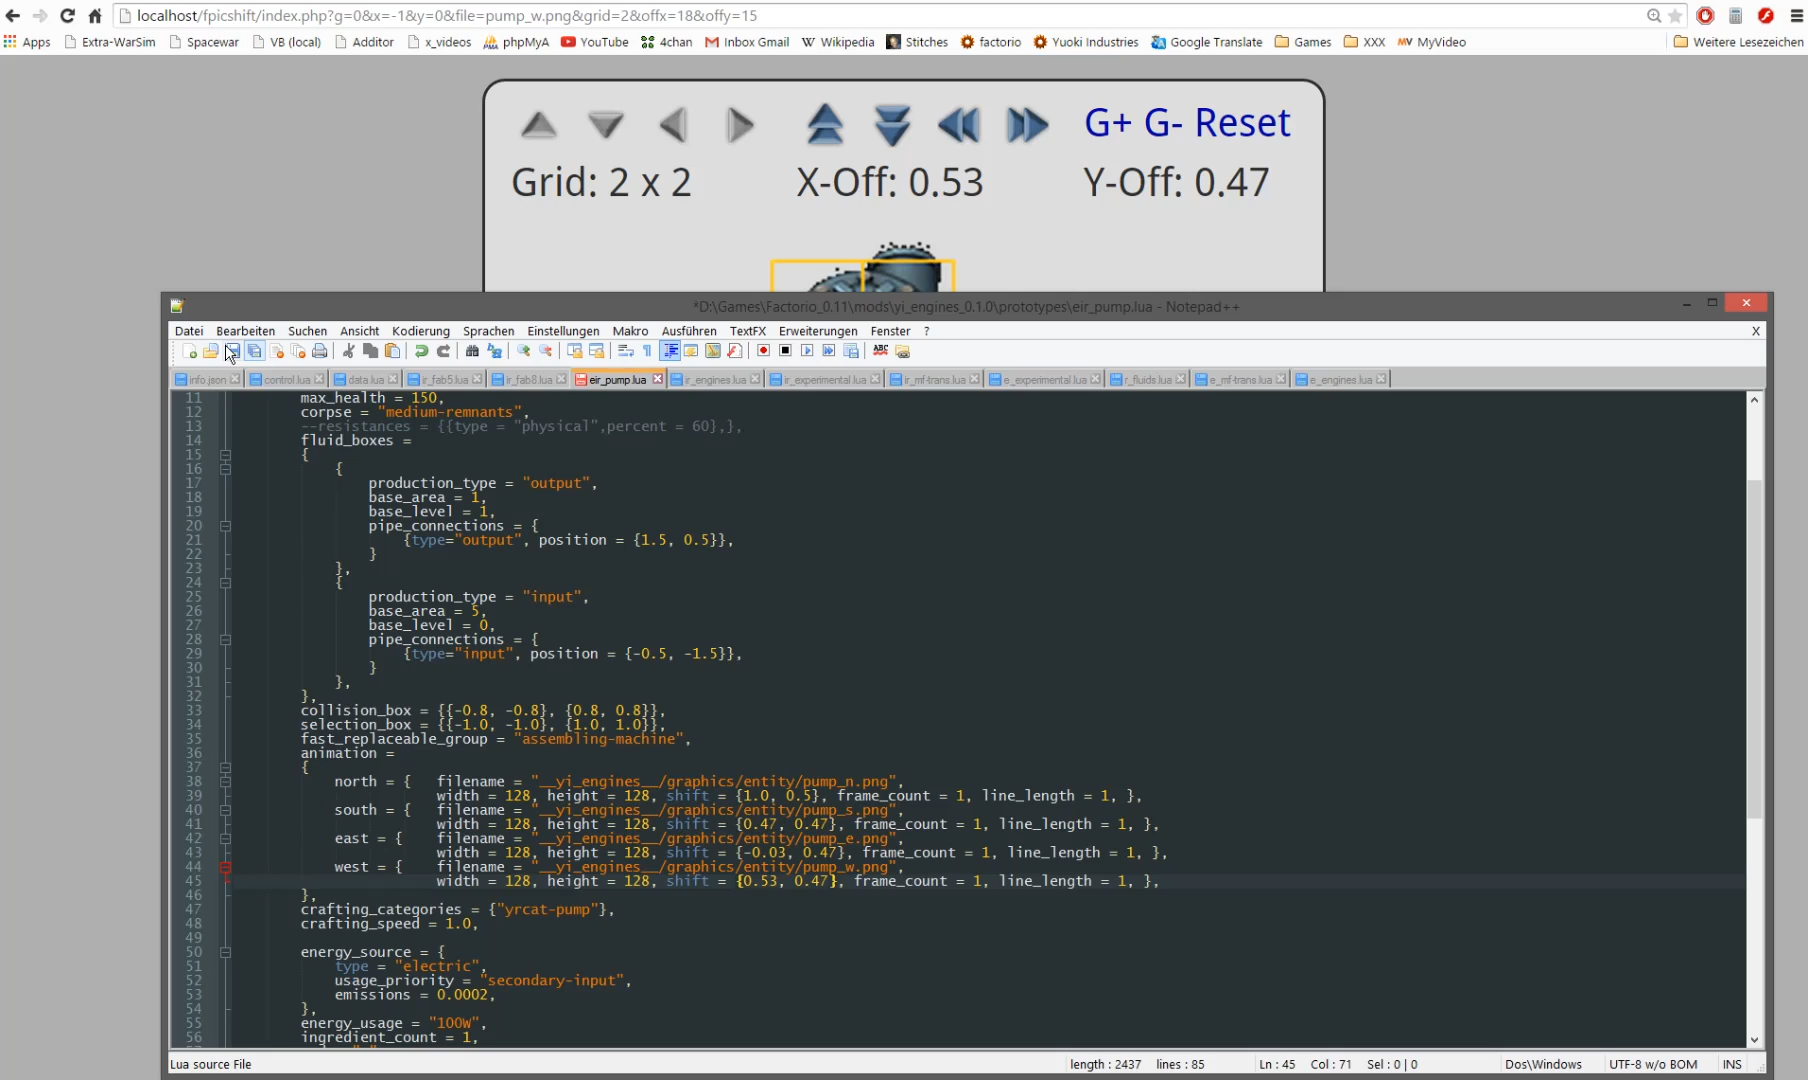 localhost/fpicshift/index.php?g=0&x=-1&y=0&file=pump_w.png&grid=2&offx=18&offy=15
Apps Extra-WarSim Spacewar VB (local) Additor x_videos phpMyA YouTube 4chan Inbox Gmail Wikipedia Stitches factorio Yuoki Industries Google Translate Games XXX MyVideo Weitere Lesezeichen
G+ G- Reset
Grid: 2 x 2 X-Off: 0.53 Y-Off: 0.47
*D:\Games\Factorio_0.11\mods\yi_engines_0.1.0\prototypes\eir_pump.lua - Notepad++
Datei Bearbeiten Suchen Ansicht Kodierung Sprachen Einstellungen Makro Ausführen TextFX Erweiterungen Fenster ? X
info.json control.lua data.lua ir_fab5.lua ir_fab8.lua eir_pump.lua ir_engines.lua ir_experimental.lua ir_mf-trans.lua e_experimental.lua r_fluids.lua e_mf-trans.lua e_engines.lua
11 max_health = 150,
12 corpse = "medium-remnants",
13 --resistances = {{type = "physical",percent = 60},},
14 fluid_boxes =
15 {
16 {
17 production_type = "output",
18 base_area = 1,
19 base_level = 1,
20 pipe_connections = {
21 {type="output", position = {1.5, 0.5}},
22 }
23 },
24 {
25 production_type = "input",
26 base_area = 5,
27 base_level = 0,
28 pipe_connections = {
29 {type="input", position = {-0.5, -1.5}},
30 }
31 },
32 },
33 collision_box = {{-0.8, -0.8}, {0.8, 0.8}},
34 selection_box = {{-1.0, -1.0}, {1.0, 1.0}},
35 fast_replaceable_group = "assembling-machine",
36 animation =
37 {
38 north = { filename = "__yi_engines__/graphics/entity/pump_n.png",
39 width = 128, height = 128, shift = {1.0, 0.5}, frame_count = 1, line_length = 1, },
40 south = { filename = "__yi_engines__/graphics/entity/pump_s.png",
41 width = 128, height = 128, shift = {0.47, 0.47}, frame_count = 1, line_length = 1, },
42 east = { filename = "__yi_engines__/graphics/entity/pump_e.png",
43 width = 128, height = 128, shift = {-0.03, 0.47}, frame_count = 1, line_length = 1, },
44 west = { filename = "__yi_engines__/graphics/entity/pump_w.png",
45 width = 128, height = 128, shift = {0.53, 0.47}, frame_count = 1, line_length = 1, },
46 },
47 crafting_categories = {"yrcat-pump"},
48 crafting_speed = 1.0,
49
50 energy_source = {
51 type = "electric",
52 usage_priority = "secondary-input",
53 emissions = 0.0002,
54 },
55 energy_usage = "100W",
56 ingredient_count = 1,
Lua source File length : 2437 lines : 85 Ln : 45 Col : 71 Sel : 0 | 0 Dos\Windows UTF-8 w/o BOM INS